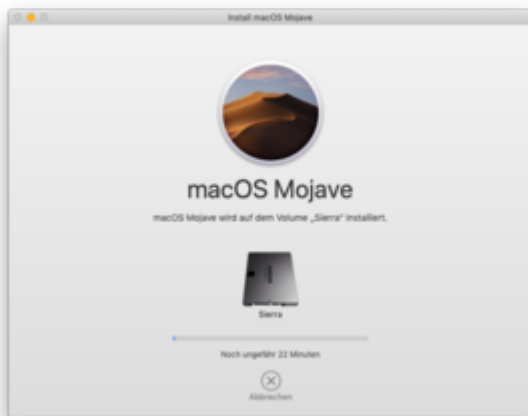 Install macOS Mojave
macOS Mojave
macOS Mojave wird auf dem Volume „Sierra“ installiert.
Sierra
Noch ungefähr 22 Minuten
Abbrechen